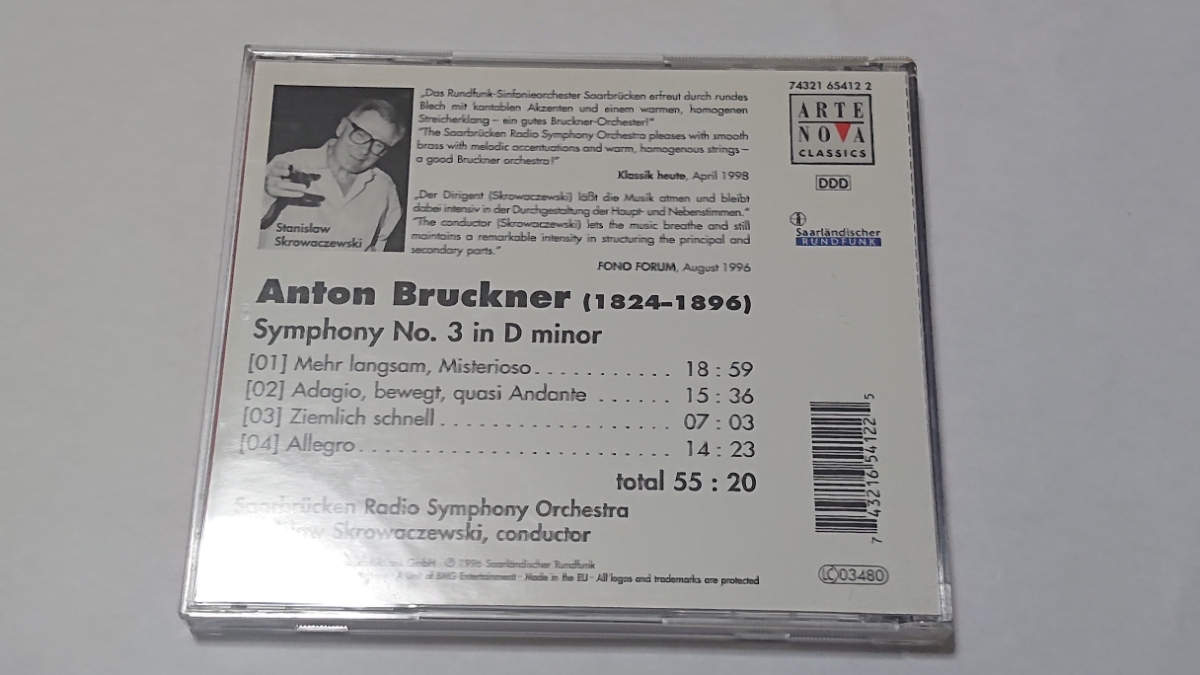 „Das Rundfunk-Sinfonieorchester Saarbrücken erfreut durch rundes
Blech mit kantablen Akzenten und einem warmen, homogenen
Streicherklang – ein gutes Bruckner-Orchester!"
"The Saarbrücken Radio Symphony Orchestra pleases with smooth
brass with melodic accentuations and warm, homogenous strings –
a good Bruckner orchestra!"
Klassik heute, April 1998
„Der Dirigent (Skrowaczewski) läßt die Musik atmen und bleibt
dabei intensiv in der Durchgestaltung der Haupt- und Nebenstimmen."
"The conductor (Skrowaczewski) lets the music breathe and still
maintains a remarkable intensity in structuring the principal and
secondary parts."
FONO FORUM, August 1996
Stanislaw
Skrowaczewski
74321 65412 2
ARTE
NOVA
CLASSICS
DDD
Saarländischer
RUNDFUNK
Anton Bruckner (1824–1896)
Symphony No. 3 in D minor
[01] Mehr langsam, Misterioso . . . . . . . . . . . 18 : 59
[02] Adagio, bewegt, quasi Andante . . . . . . 15 : 36
[03] Ziemlich schnell . . . . . . . . . . . . . . . . . . 07 : 03
[04] Allegro . . . . . . . . . . . . . . . . . . . . . . . . 14 : 23
total 55 : 20
Saarbrücken Radio Symphony Orchestra
Skrowaczewski, conductor
GmbH · ℗ 1996 Saarländischer Rundfunk
A Unit of BMG Entertainment · Made in the EU · All logos and trademarks are protected
7 43216 54122 5
LC 03480